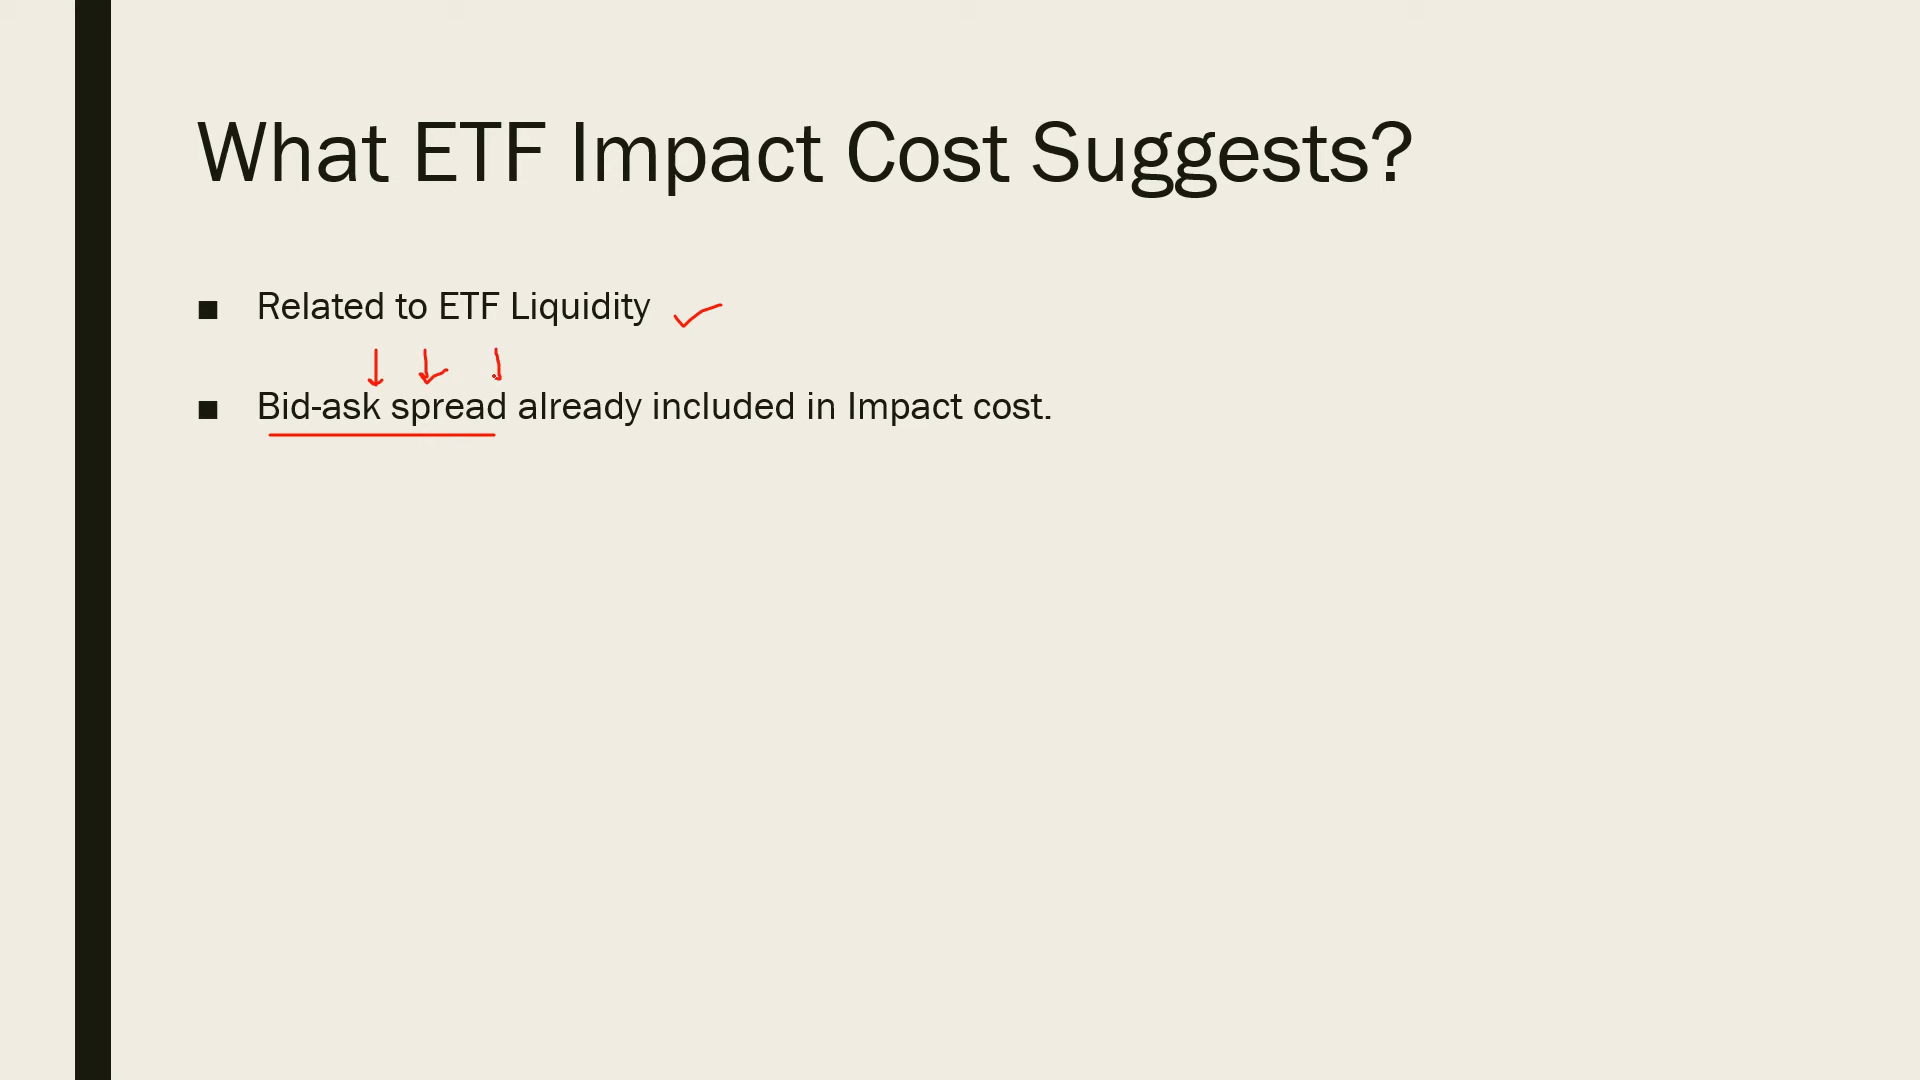 What ETF Impact Cost Suggests?
■ Related to ETF Liquidity
■ Bid-ask spread already included in Impact cost.